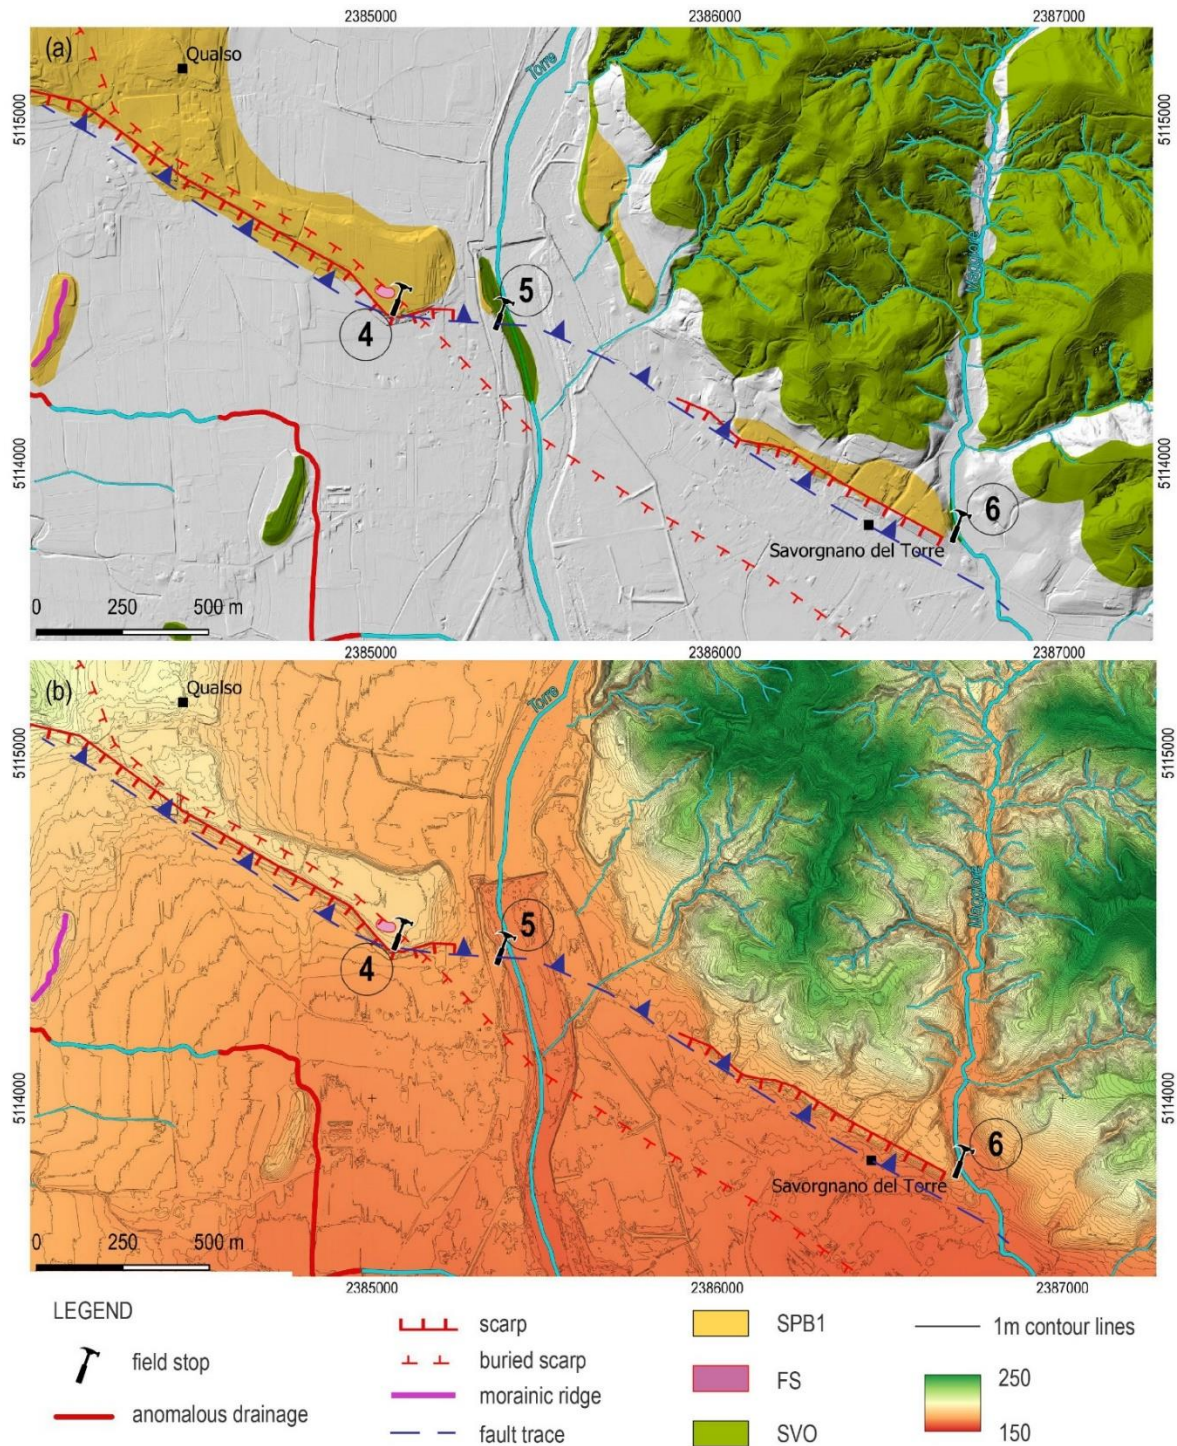 2385000
2386000
2387000
(a)
Qualso
Torre
5115000
5115000
Maggiore
5
4
5114000
5114000
6
Savorgnano del Torre
0
250
500 m
2385000
2386000
2387000
(b)
Qualso
Torre
5115000
5115000
Maggiore
5
4
5114000
5114000
6
Savorgnano del Torre
0
250
500 m
2385000
2386000
2387000
LEGEND
field stop
anomalous drainage
scarp
buried scarp
morainic ridge
fault trace
SPB1
FS
SVO
1m contour lines
250
150